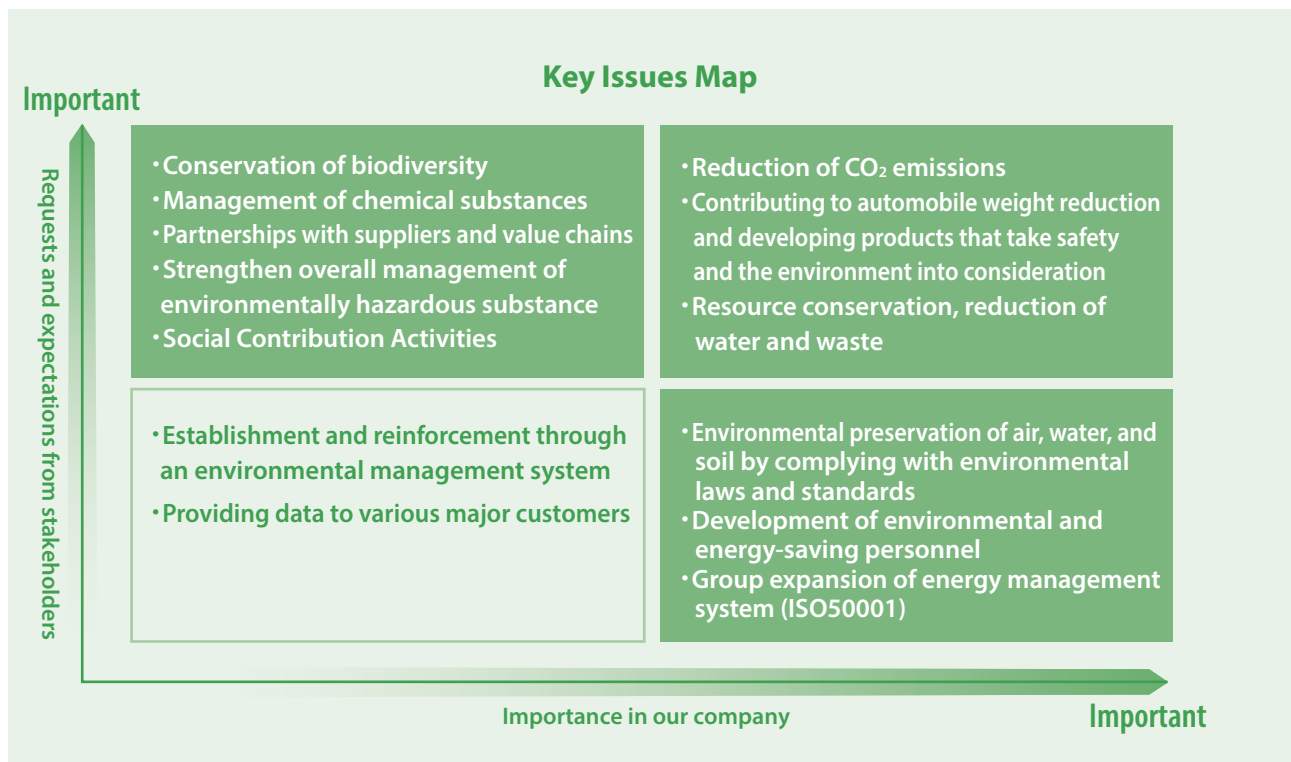 Key Issues Map
Important
Requests and expectations from stakeholders
・Conservation of biodiversity
・Management of chemical substances
・Partnerships with suppliers and value chains
・Strengthen overall management of
environmentally hazardous substance
・Social Contribution Activities
・Reduction of CO₂ emissions
・Contributing to automobile weight reduction
and developing products that take safety
and the environment into consideration
・Resource conservation, reduction of
water and waste
・Establishment and reinforcement through
an environmental management system
・Providing data to various major customers
・Environmental preservation of air, water, and
soil by complying with environmental
laws and standards
・Development of environmental and
energy-saving personnel
・Group expansion of energy management
system (ISO50001)
Importance in our company
Important